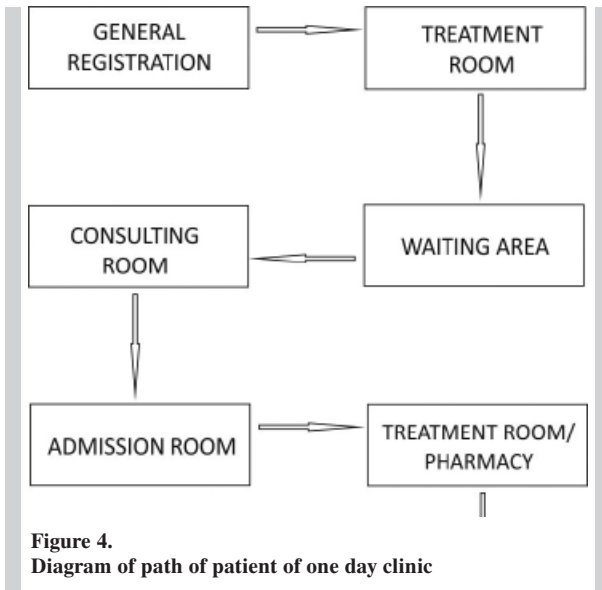 GENERAL
REGISTRATION
TREATMENT
ROOM
WAITING AREA
CONSULTING
ROOM
ADMISSION ROOM
TREATMENT ROOM/
PHARMACY
Figure 4.
Diagram of path of patient of one day clinic